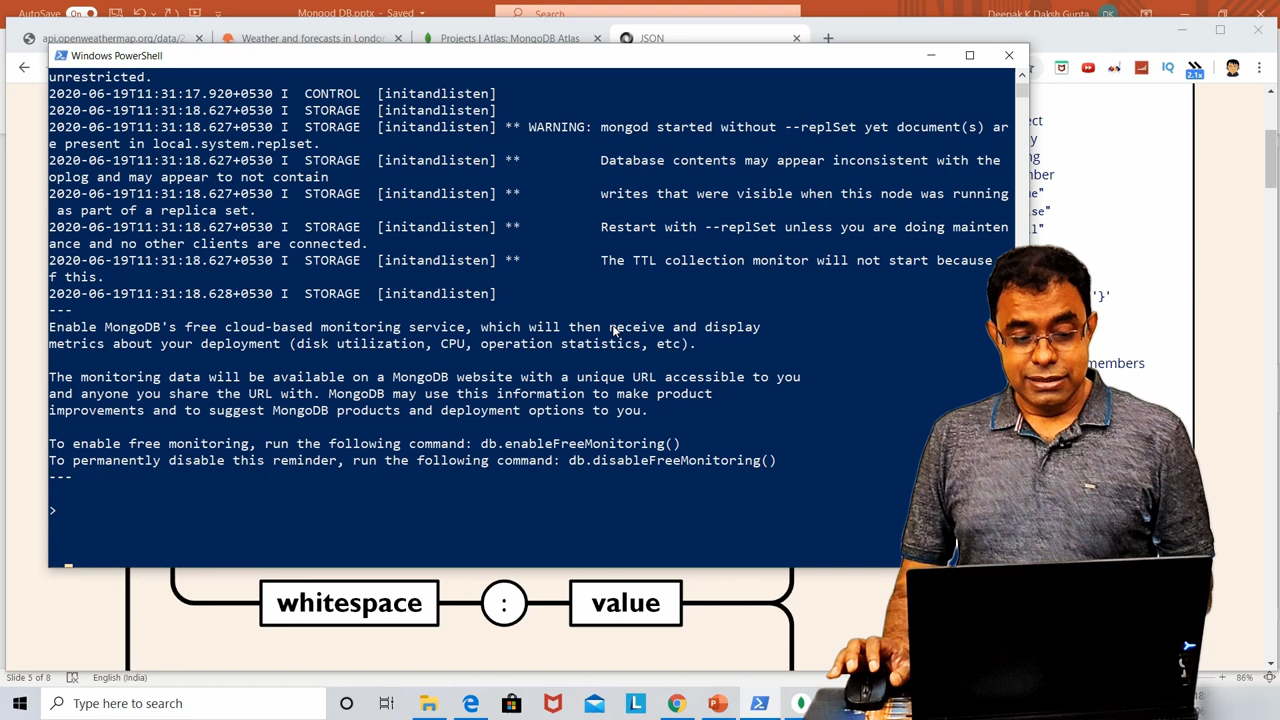 AutoSave On
Mongod DB.pptx - Saved
Search
Deepak K Daksh Gupta
DK
api.openweathermap.org/data/2
Weather and forecasts in London
Projects | Atlas: MongoDB Atlas
JSON
Windows PowerShell
IQ
2.1x
unrestricted.
2020-06-19T11:31:17.920+0530 I  CONTROL  [initandlisten]
2020-06-19T11:31:18.627+0530 I  STORAGE  [initandlisten]
2020-06-19T11:31:18.627+0530 I  STORAGE  [initandlisten] ** WARNING: mongod started without --replSet yet document(s) ar
e present in local.system.replset.
2020-06-19T11:31:18.627+0530 I  STORAGE  [initandlisten] **          Database contents may appear inconsistent with the
oplog and may appear to not contain
2020-06-19T11:31:18.627+0530 I  STORAGE  [initandlisten] **          writes that were visible when this node was running
as part of a replica set.
2020-06-19T11:31:18.627+0530 I  STORAGE  [initandlisten] **          Restart with --replSet unless you are doing mainten
ance and no other clients are connected.
2020-06-19T11:31:18.627+0530 I  STORAGE  [initandlisten] **          The TTL collection monitor will not start because
f this.
2020-06-19T11:31:18.628+0530 I  STORAGE  [initandlisten]
---
Enable MongoDB's free cloud-based monitoring service, which will then receive and display
metrics about your deployment (disk utilization, CPU, operation statistics, etc).
The monitoring data will be available on a MongoDB website with a unique URL accessible to you
and anyone you share the URL with. MongoDB may use this information to make product
improvements and to suggest MongoDB products and deployment options to you.
To enable free monitoring, run the following command: db.enableFreeMonitoring()
To permanently disable this reminder, run the following command: db.disableFreeMonitoring()
---
>
ect
y
ng
mber
ue"
lse"
l"
'}'
members
whitespace
:
value
Slide 5 of 8
English (India)
86%
Type here to search